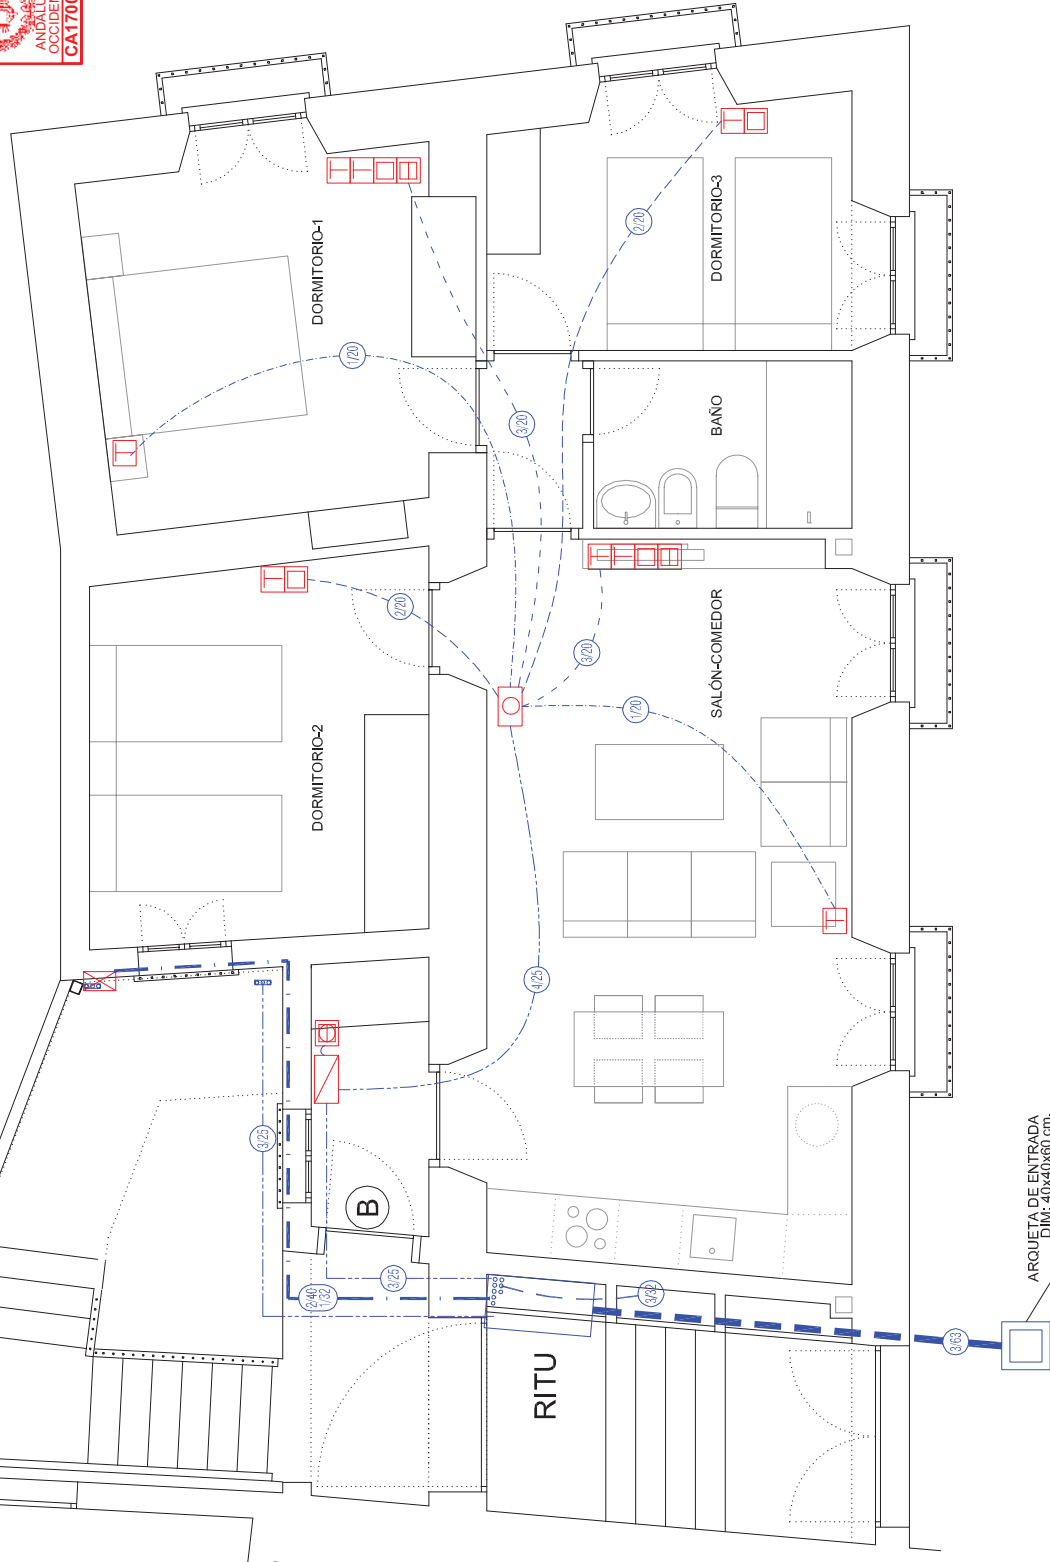 ANDALU
OCCIDEN
CA1700
DORMITORIO-1
DORMITORIO-2
DORMITORIO-3
BAÑO
SALÓN-COMEDOR
RITU
B
1/20
3/20
2/20
2/20
3/20
1/20
4/25
3/25
3/25
2/40
1/32
3/32
3/63
ARQUETA DE ENTRADA
DIM: 40x40x60 cm.